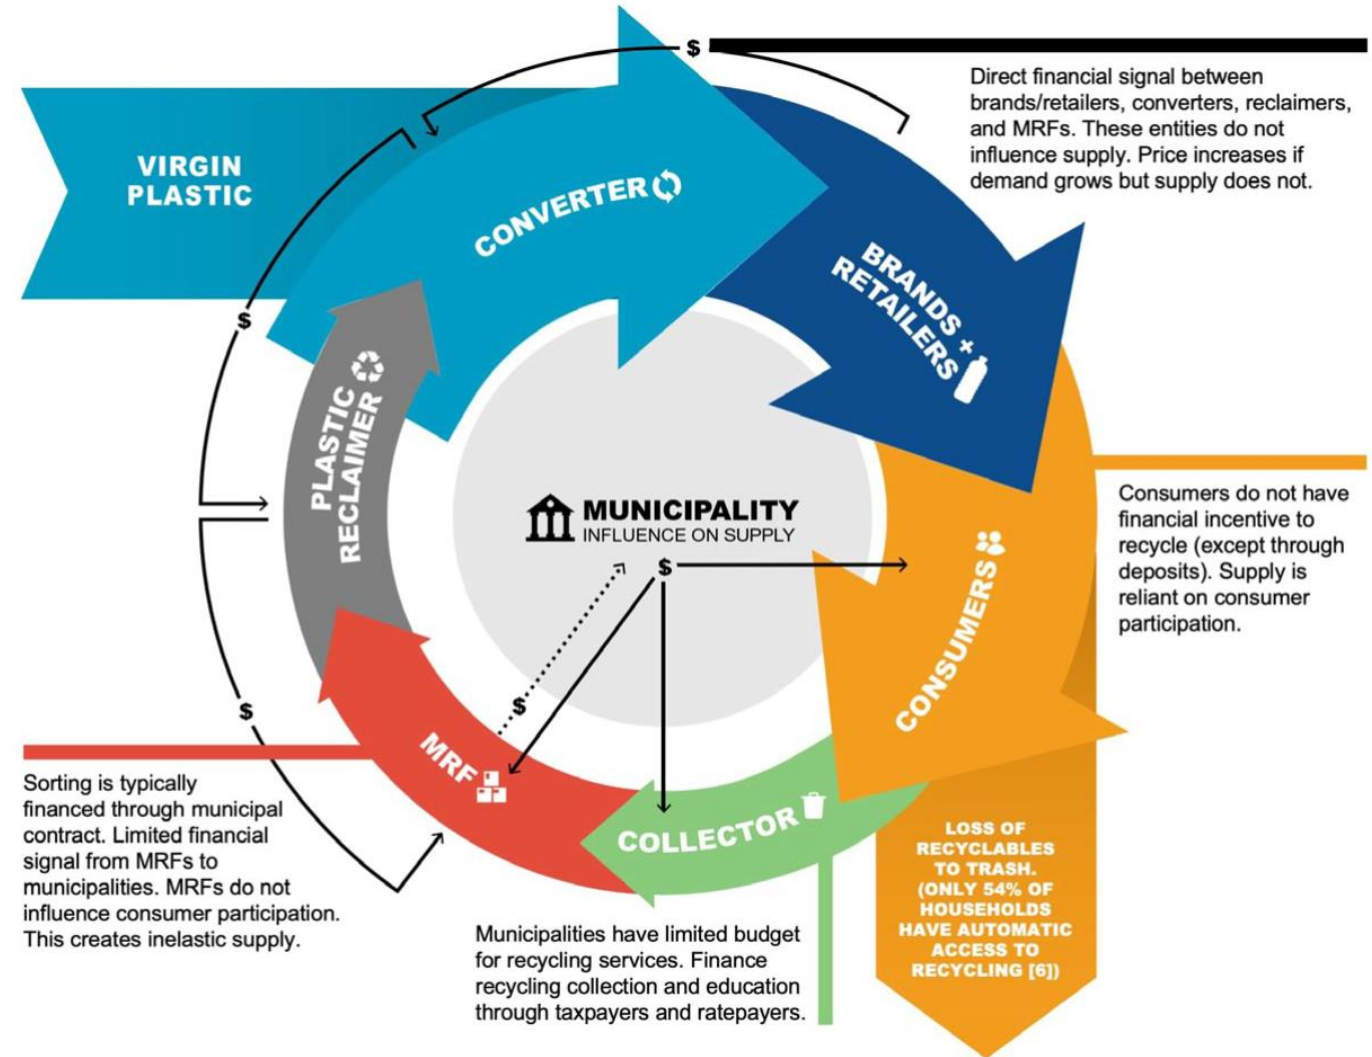 $
Direct financial signal between
brands/retailers, converters, reclaimers,
and MRFs. These entities do not
influence supply. Price increases if
demand grows but supply does not.
VIRGIN
PLASTIC
CONVERTER
BRANDS +
RETAILERS
$
PLASTIC
RECLAIMER
MUNICIPALITY
INFLUENCE ON SUPPLY
$
Consumers do not have
financial incentive to
recycle (except through
deposits). Supply is
reliant on consumer
participation.
CONSUMERS
$
$
MRF
Sorting is typically
financed through municipal
contract. Limited financial
signal from MRFs to
municipalities. MRFs do not
influence consumer participation.
This creates inelastic supply.
COLLECTOR
LOSS OF
RECYCLABLES
TO TRASH.
(ONLY 54% OF
HOUSEHOLDS
HAVE AUTOMATIC
ACCESS TO
RECYCLING [6])
Municipalities have limited budget
for recycling services. Finance
recycling collection and education
through taxpayers and ratepayers.